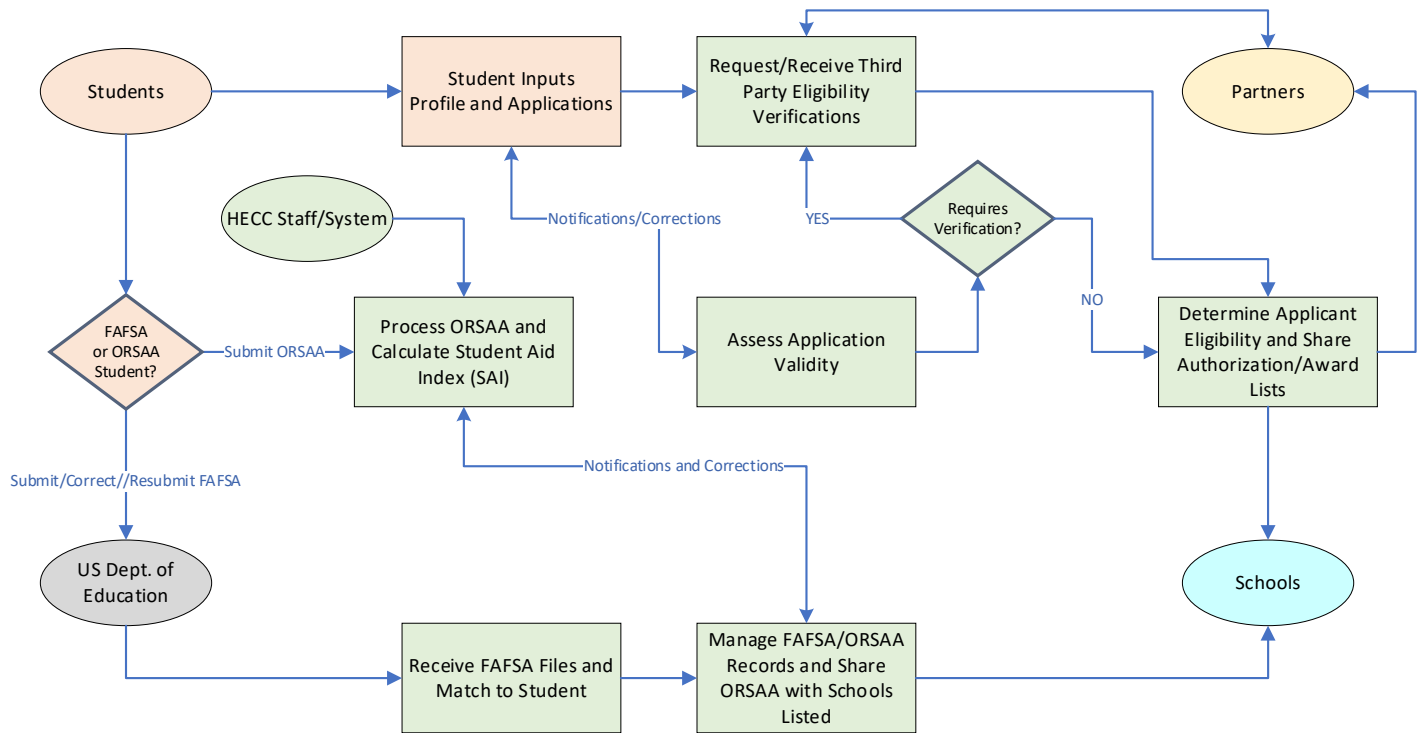 Students
Student Inputs
Profile and Applications
Request/Receive Third
Party Eligibility
Verifications
Partners
HECC Staff/System
Notifications/Corrections
YES
Requires
Verification?
NO
FAFSA
or ORSAA
Student?
Submit ORSAA
Process ORSAA and
Calculate Student Aid
Index (SAI)
Assess Application
Validity
Determine Applicant
Eligibility and Share
Authorization/Award
Lists
Submit/Correct//Resubmit FAFSA
Notifications and Corrections
US Dept. of
Education
Schools
Receive FAFSA Files and
Match to Student
Manage FAFSA/ORSAA
Records and Share
ORSAA with Schools
Listed